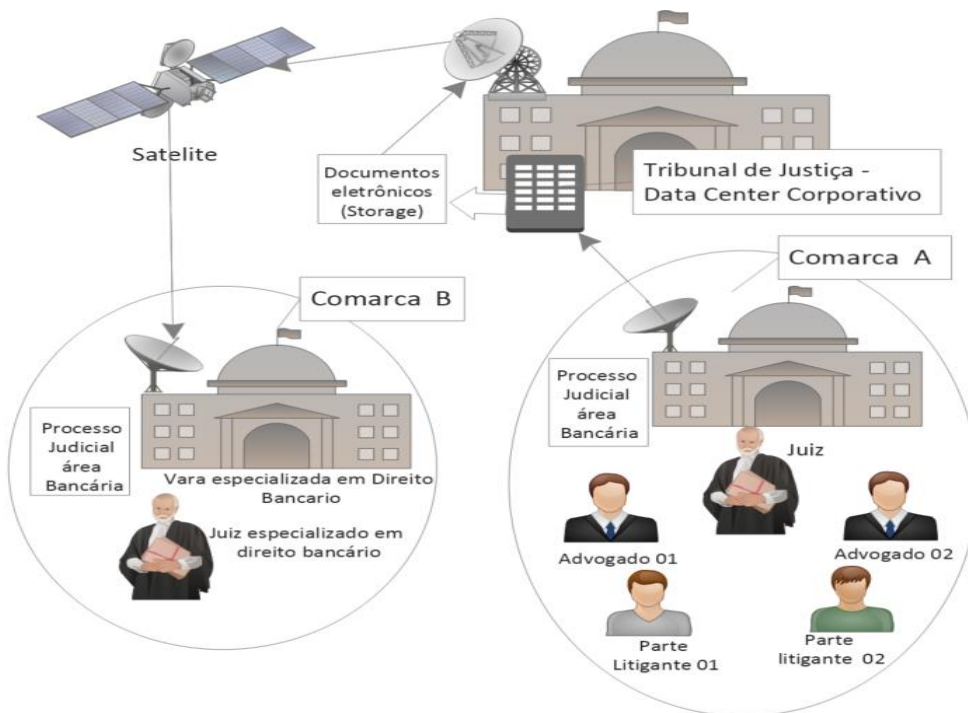 Satelite
Documentos
eletrônicos
(Storage)
Tribunal de Justiça -
Data Center Corporativo
Comarca B
Processo
Judicial
área
Bancária
Vara especializada em Direito
Bancario
Juiz especializado em
direito bancário
Comarca A
Processo
Judicial área
Bancária
Juiz
Advogado 01
Advogado 02
Parte
Litigante 01
Parte
litigante 02